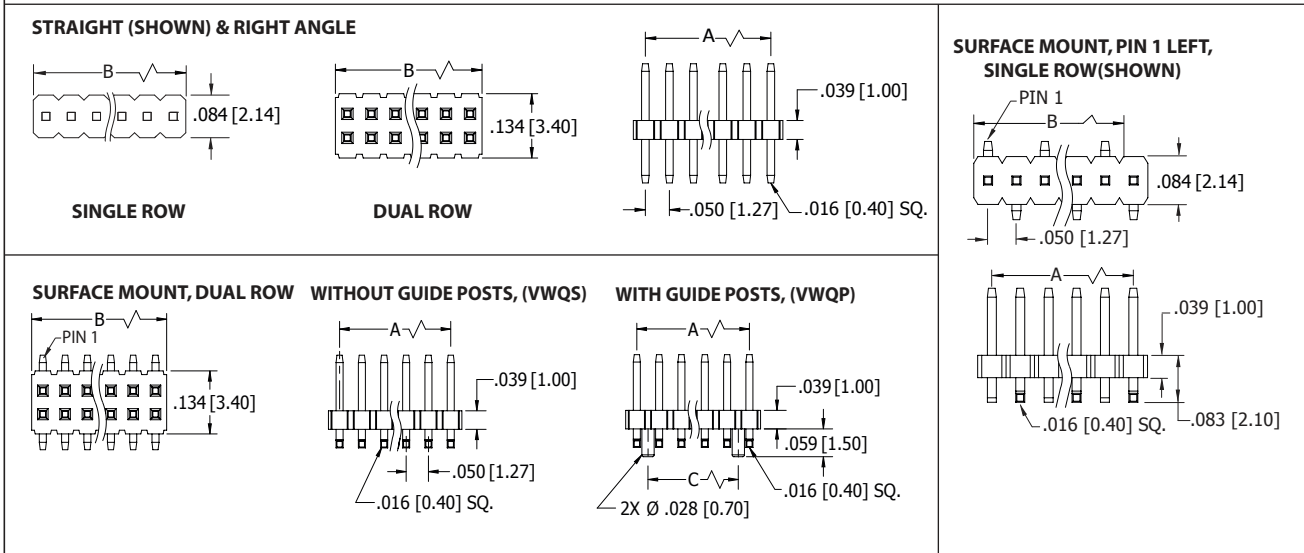 STRAIGHT (SHOWN) & RIGHT ANGLE
B
.084 [2.14]
SINGLE ROW
B
.134 [3.40]
DUAL ROW
A
.039 [1.00]
.050 [1.27]
.016 [0.40] SQ.
SURFACE MOUNT, PIN 1 LEFT,
SINGLE ROW(SHOWN)
PIN 1
B
.084 [2.14]
.050 [1.27]
A
.039 [1.00]
.016 [0.40] SQ.
.083 [2.10]
SURFACE MOUNT, DUAL ROW
B
PIN 1
.134 [3.40]
WITHOUT GUIDE POSTS, (VWQS)
A
.039 [1.00]
.050 [1.27]
.016 [0.40] SQ.
WITH GUIDE POSTS, (VWQP)
A
.039 [1.00]
.059 [1.50]
C
.016 [0.40] SQ.
2X Ø .028 [0.70]